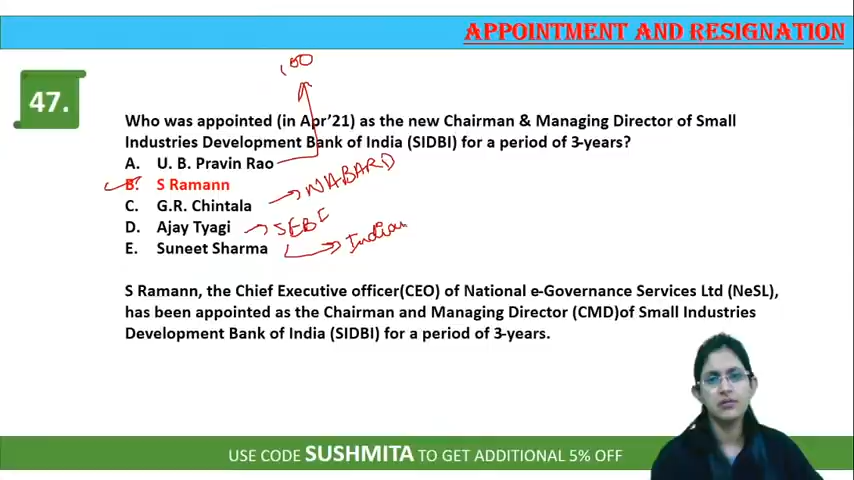 APPOINTMENT AND RESIGNATION
47.
Who was appointed (in Apr'21) as the new Chairman & Managing Director of Small
Industries Development Bank of India (SIDBI) for a period of 3-years?
A. U. B. Pravin Rao
B. S Ramann
C. G.R. Chintala
NABARD
D. Ajay Tyagi
SEBI
E. Suneet Sharma
Indian
S Ramann, the Chief Executive officer(CEO) of National e-Governance Services Ltd (NeSL),
has been appointed as the Chairman and Managing Director (CMD)of Small Industries
Development Bank of India (SIDBI) for a period of 3-years.
USE CODE SUSHMITA TO GET ADDITIONAL 5% OFF